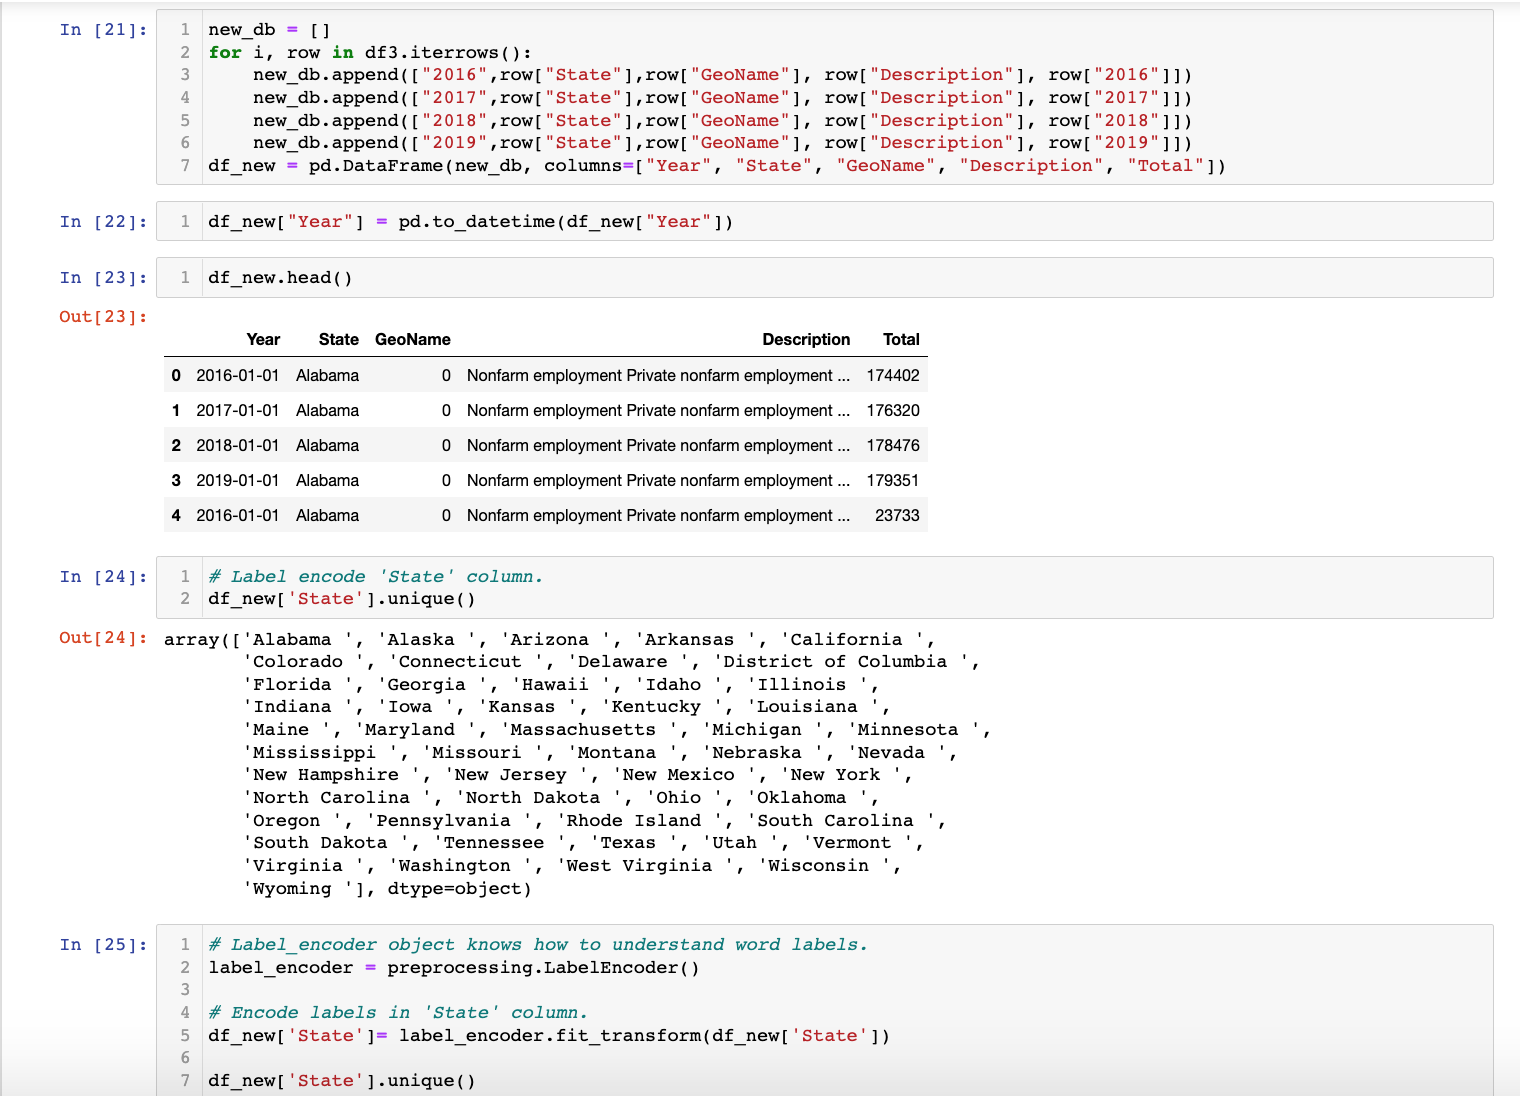 In [21]:
1 new_db = []
2 for i, row in df3.iterrows():
3     new_db.append(["2016",row["State"],row["GeoName"], row["Description"], row["2016"]])
4     new_db.append(["2017",row["State"],row["GeoName"], row["Description"], row["2017"]])
5     new_db.append(["2018",row["State"],row["GeoName"], row["Description"], row["2018"]])
6     new_db.append(["2019",row["State"],row["GeoName"], row["Description"], row["2019"]])
7 df_new = pd.DataFrame(new_db, columns=["Year", "State", "GeoName", "Description", "Total"])
In [22]:
1 df_new["Year"] = pd.to_datetime(df_new["Year"])
In [23]:
1 df_new.head()
Out[23]:
Year State GeoName Description Total
0 2016-01-01 Alabama 0 Nonfarm employment Private nonfarm employment ... 174402
1 2017-01-01 Alabama 0 Nonfarm employment Private nonfarm employment ... 176320
2 2018-01-01 Alabama 0 Nonfarm employment Private nonfarm employment ... 178476
3 2019-01-01 Alabama 0 Nonfarm employment Private nonfarm employment ... 179351
4 2016-01-01 Alabama 0 Nonfarm employment Private nonfarm employment ... 23733
In [24]:
1 # Label encode 'State' column.
2 df_new['State'].unique()
Out[24]:
array(['Alabama ', 'Alaska ', 'Arizona ', 'Arkansas ', 'California ',
'Colorado ', 'Connecticut ', 'Delaware ', 'District of Columbia ',
'Florida ', 'Georgia ', 'Hawaii ', 'Idaho ', 'Illinois ',
'Indiana ', 'Iowa ', 'Kansas ', 'Kentucky ', 'Louisiana ',
'Maine ', 'Maryland ', 'Massachusetts ', 'Michigan ', 'Minnesota ',
'Mississippi ', 'Missouri ', 'Montana ', 'Nebraska ', 'Nevada ',
'New Hampshire ', 'New Jersey ', 'New Mexico ', 'New York ',
'North Carolina ', 'North Dakota ', 'Ohio ', 'Oklahoma ',
'Oregon ', 'Pennsylvania ', 'Rhode Island ', 'South Carolina ',
'South Dakota ', 'Tennessee ', 'Texas ', 'Utah ', 'Vermont ',
'Virginia ', 'Washington ', 'West Virginia ', 'Wisconsin ',
'Wyoming '], dtype=object)
In [25]:
1 # Label_encoder object knows how to understand word labels.
2 label_encoder = preprocessing.LabelEncoder()
3
4 # Encode labels in 'State' column.
5 df_new['State']= label_encoder.fit_transform(df_new['State'])
6
7 df_new['State'].unique()